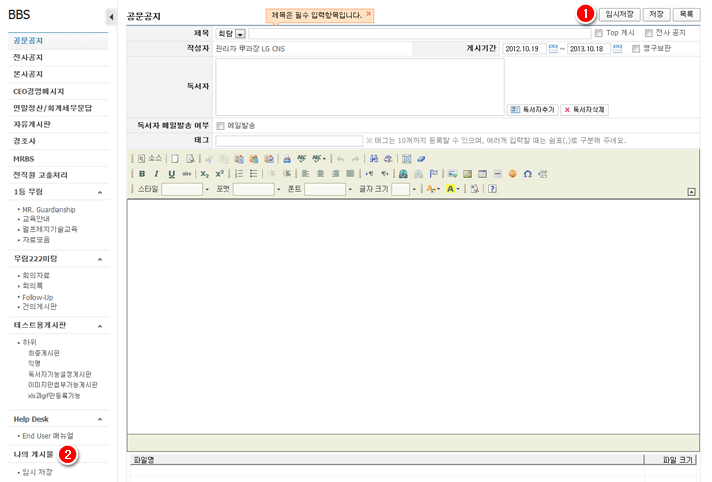 BBS
공문공지
전사공지
본사공지
CEO경영메시지
연말정산/회계세무문답
자유게시판
경조사
MRBS
전직원 고충처리
1등 무림
MR. Guardianship
교육안내
펄프제지기술교육
자료모음
무림222미팅
회의자료
회의록
Follow-Up
건의게시판
테스트용게시판
하위
최종게시판
익명
독서자기능설정게시판
이미지만첨부가능게시판
xls과gif만등록가능
Help Desk
End User 매뉴얼
나의 게시물 2
임시 저장
공문공지
제목은 필수 입력항목입니다. ×
1 임시저장 저장 목록
제목 회람 Top 게시 전사 공지
작성자 관리자 甲과장 LG CNS 게시기간 2012.10.19 ~ 2013.10.18 영구보관
독서자
독서자추가 독서자삭제
독서자 메일발송 여부 메일발송
태그 ※ 태그는 10개까지 등록할 수 있으며, 여러개 입력할 때는 쉼표(,)로 구분해 주세요.
소스
B I U abc X₂ X²
스타일 포맷 폰트 글자 크기 A A ?
파일명 파일 크기